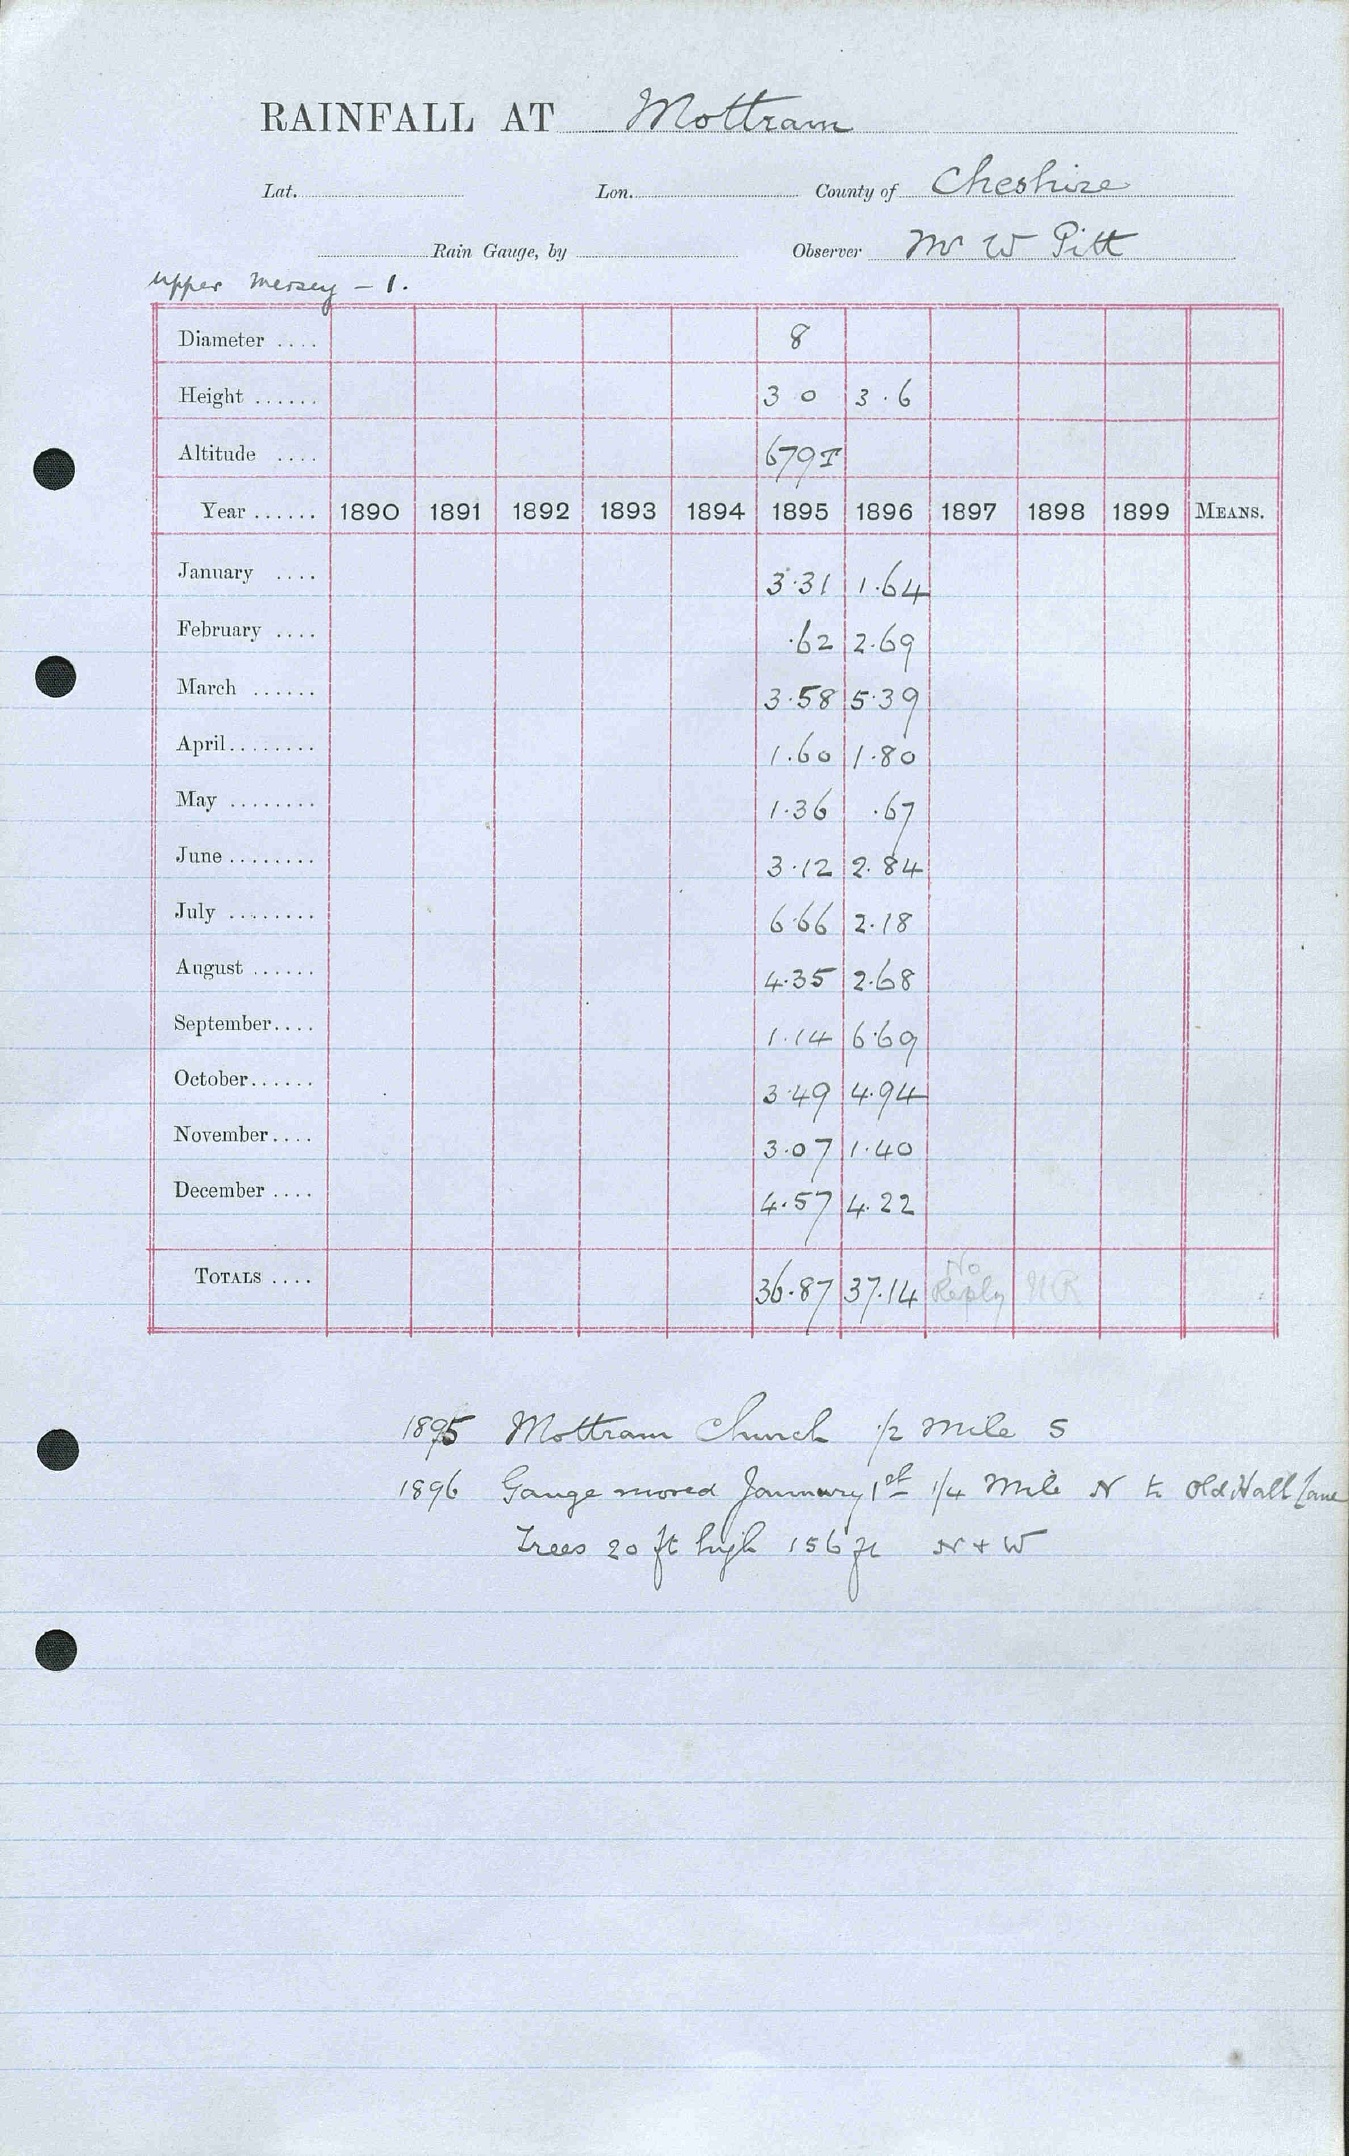 RAINFALL AT Mottram
Lat. Lon. County of Cheshire
Rain Gauge, by Observer Mr W Pitt
Upper Mersey - 1.
Diameter .... 8
Height ...... 3 0 3.6
Altitude .... 679T
Year ...... 1890 1891 1892 1893 1894 1895 1896 1897 1898 1899 MEANS.
January .... 3.31 1.64
February .... .62 2.69
March ...... 3.58 5.39
April........ 1.60 1.80
May ........ 1.36 .67
June ........ 3.12 2.84
July ........ 6.66 2.18
August ...... 4.35 2.68
September.... 1.14 6.69
October...... 3.49 4.94
November.... 3.07 1.40
December .... 4.57 4.22
TOTALS .... 36.87 37.14 No Reply NR
1895 Mottram Church 1/2 mile S
1896 Gauge moved January 1st 1/4 Mile N to Old Hall Lane
Trees 20 ft high 156 ft N + W